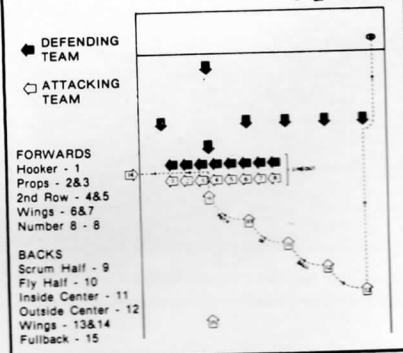 DEFENDING
TEAM
ATTACKING
TEAM
FORWARDS
Hooker - 1
Props - 2&3
2nd Row - 4&5
Wings - 6&7
Number 8 - 8
BACKS
Scrum Half - 9
Fly Half - 10
Inside Center - 11
Outside Center - 12
Wings - 13&14
Fullback - 15